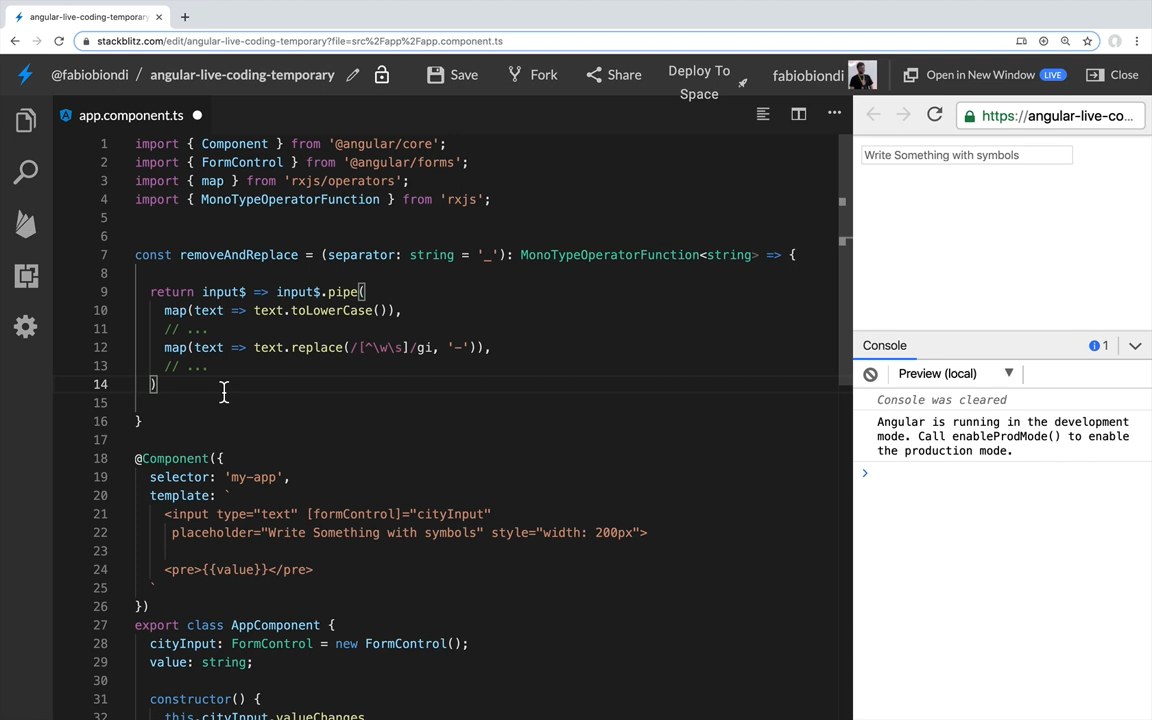 angular-live-coding-temporary
stackblitz.com/edit/angular-live-coding-temporary?file=src%2Fapp%2Fapp.component.ts
@fabiobiondi / angular-live-coding-temporary Save Fork Share Deploy To Space fabiobiondi Open in New Window LIVE Close
app.component.ts
https://angular-live-co...
1 import { Component } from '@angular/core';
2 import { FormControl } from '@angular/forms';
3 import { map } from 'rxjs/operators';
4 import { MonoTypeOperatorFunction } from 'rxjs';
5
6
7 const removeAndReplace = (separator: string = '_'): MonoTypeOperatorFunction<string> => {
8
9 return input$ => input$.pipe(
10 map(text => text.toLowerCase()),
11 // ...
12 map(text => text.replace(/[^\w\s]/gi, '-')),
13 // ...
14 )
15
16 }
17
18 @Component({
19 selector: 'my-app',
20 template: `
21 <input type="text" [formControl]="cityInput"
22 placeholder="Write Something with symbols" style="width: 200px">
23
24 <pre>{{value}}</pre>
25 `
26 })
27 export class AppComponent {
28 cityInput: FormControl = new FormControl();
29 value: string;
30
31 constructor() {
32 this.cityInput.valueChanges
Write Something with symbols
Console 1
Preview (local)
Console was cleared
Angular is running in the development
mode. Call enableProdMode() to enable
the production mode.